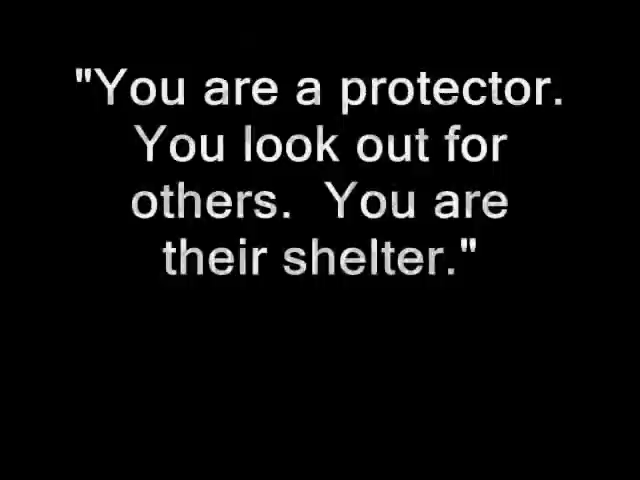 "You are a protector.
You look out for
others.  You are
their shelter."